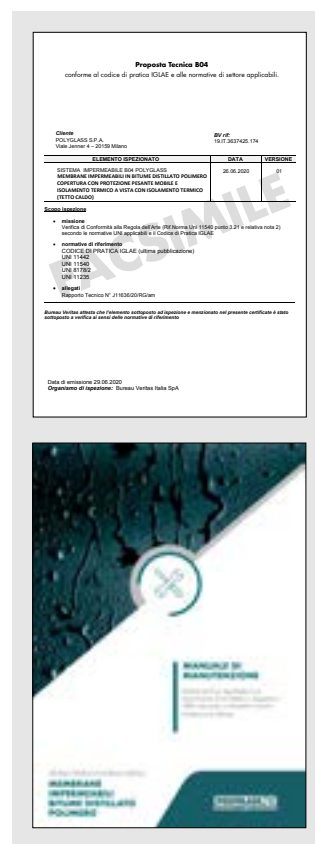 Proposta Tecnica B04
conforme al codice di pratica IGLAE e alle normative di settore applicabili.
Cliente
POLYGLASS S.P.A.
Viale Jenner 4 – 20159 Milano
BV rif:
19.IT.3637425.174
ELEMENTO ISPEZIONATO DATA VERSIONE
SISTEMA IMPERMEABILE B04 POLYGLASS 26.06.2020 01
MEMBRANE IMPERMEABILI IN BITUME DISTILLATO POLIMERO
COPERTURA CON PROTEZIONE PESANTE MOBILE E
ISOLAMENTO TERMICO A VISTA CON ISOLAMENTO TERMICO
(TETTO CALDO)
Scopo ispezione
• missione
Verifica di Conformità alla Regola dell'Arte (Rif Norma Uni 11540 punto 3.21 e relativa nota 2)
secondo le normative UNI applicabili e il Codice di Pratica IGLAE
• normative di riferimento
CODICE DI PRATICA IGLAE (ultima pubblicazione)
UNI 11442
UNI 11540
UNI 8178/2
UNI 11235
• allegati
Rapporto Tecnico N° J11636/20/RG/am
FACSIMILE
Bureau Veritas attesta che l'elemento sottoposto ad ispezione e menzionato nel presente certificate è stato
sottoposto a verifica ai sensi delle normative di riferimento
Data di emissione 29.06.2020
Organismo di ispezione: Bureau Veritas Italia SpA
MANUALE DI
MANUTENZIONE
MEMBRANE
IMPERMEABILI
BITUME DISTILLATO
POLIMERO